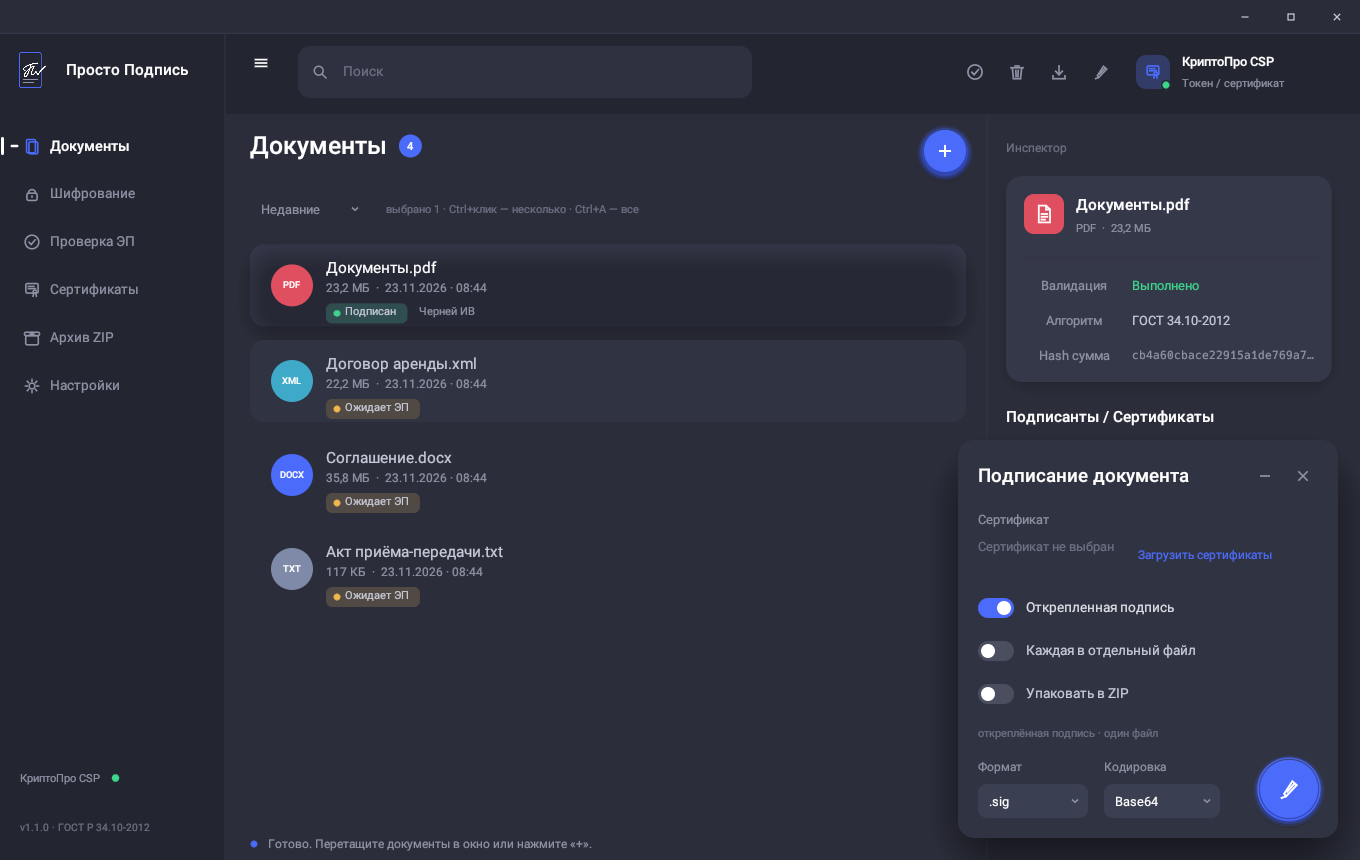 Просто Подпись
Поиск
КриптоПро CSP
Токен / сертификат
Документы
Шифрование
Проверка ЭП
Сертификаты
Архив ZIP
Настройки
КриптоПро CSP
v1.1.0 · ГОСТ Р 34.10-2012
Документы 4
Недавние
выбрано 1 · Ctrl+клик — несколько · Ctrl+A — все
PDF
Документы.pdf
23,2 МБ · 23.11.2026 · 08:44
Подписан Черней ИВ
XML
Договор аренды.xml
22,2 МБ · 23.11.2026 · 08:44
Ожидает ЭП
DOCX
Соглашение.docx
35,8 МБ · 23.11.2026 · 08:44
Ожидает ЭП
TXT
Акт приёма-передачи.txt
117 КБ · 23.11.2026 · 08:44
Ожидает ЭП
Готово. Перетащите документы в окно или нажмите «+».
Инспектор
Документы.pdf
PDF · 23,2 МБ
Валидация Выполнено
Алгоритм ГОСТ 34.10-2012
Hash сумма cb4a60cbace22915a1de769a7…
Подписанты / Сертификаты
Подписание документа
Сертификат
Сертификат не выбран
Загрузить сертификаты
Открепленная подпись
Каждая в отдельный файл
Упаковать в ZIP
откреплённая подпись · один файл
Формат Кодировка
.sig Base64